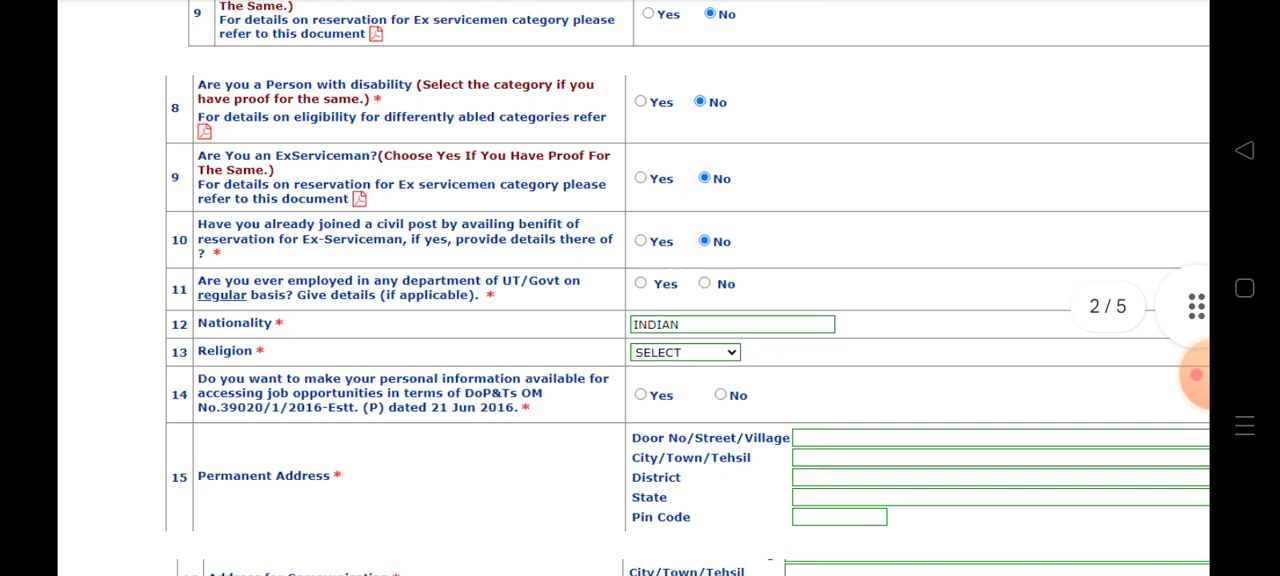 The Same.)
9
For details on reservation for Ex servicemen category please
refer to this document
Yes No
8
Are you a Person with disability (Select the category if you
have proof for the same.) *
For details on eligibility for differently abled categories refer
Yes No
9
Are You an ExServiceman?(Choose Yes If You Have Proof For
The Same.)
For details on reservation for Ex servicemen category please
refer to this document
Yes No
10
Have you already joined a civil post by availing benifit of
reservation for Ex-Serviceman, if yes, provide details there of
? *
Yes No
11
Are you ever employed in any department of UT/Govt on
regular basis? Give details (if applicable). *
Yes No
12 Nationality * INDIAN
13 Religion * SELECT
14
Do you want to make your personal information available for
accessing job opportunities in terms of DoP&Ts OM
No.39020/1/2016-Estt. (P) dated 21 Jun 2016. *
Yes No
15 Permanent Address *
Door No/Street/Village
City/Town/Tehsil
District
State
Pin Code
Address for Communication *
City/Town/Tehsil
2 / 5